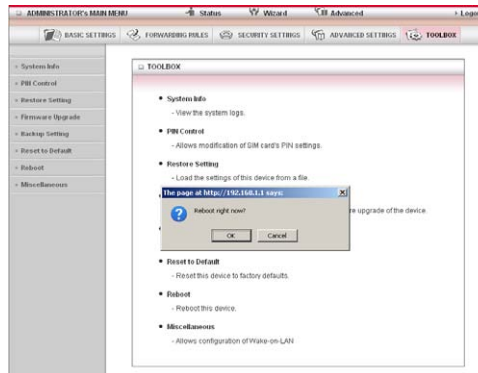 ADMINISTRATOR's MAIN MENU
Status
Wizard
Advanced
Logo
BASIC SETTINGS
FORWARDING RULES
SECURITY SETTINGS
ADVANCED SETTINGS
TOOLBOX
System Info
PIN Control
Restore Setting
Firmware Upgrade
Backup Setting
Reset to Default
Reboot
Miscellaneous
TOOLBOX
System Info
- View the system logs.
PIN Control
- Allows modification of SIM card's PIN settings.
Restore Setting
- Load the settings of this device from a file.
The page at http://192.168.1.1 says:
Reboot right now?
re upgrade of the device.
OK
Cancel
Reset to Default
- Reset this device to factory defaults.
Reboot
- Reboot this device.
Miscellaneous
- Allows configuration of Wake-on-LAN